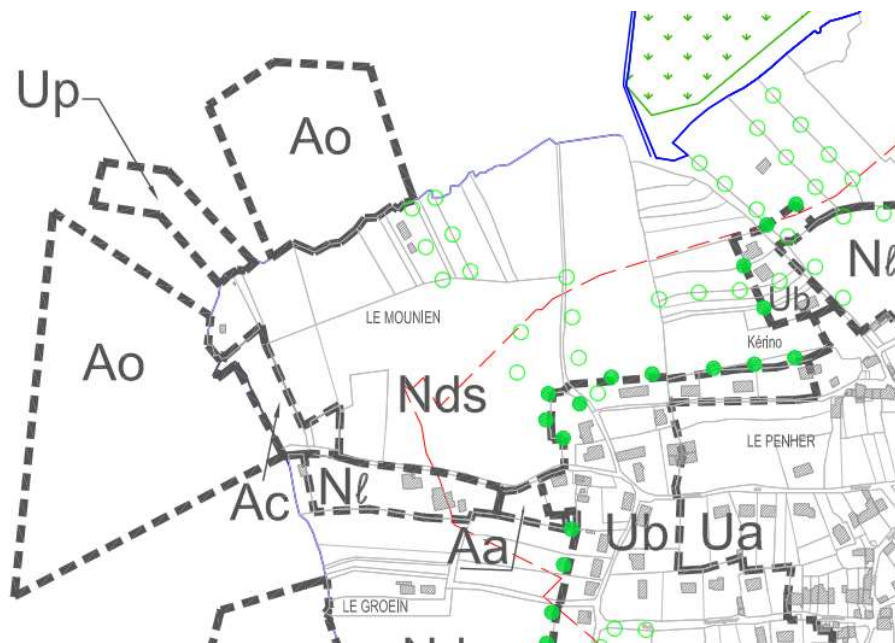 Up
Ao
Nℓ
Ub
LE MOUNIEN
Kérino
Ao
Nds
LE PENHER
Nℓ
Ac
Aa
Ub
Ua
LE GROEIN